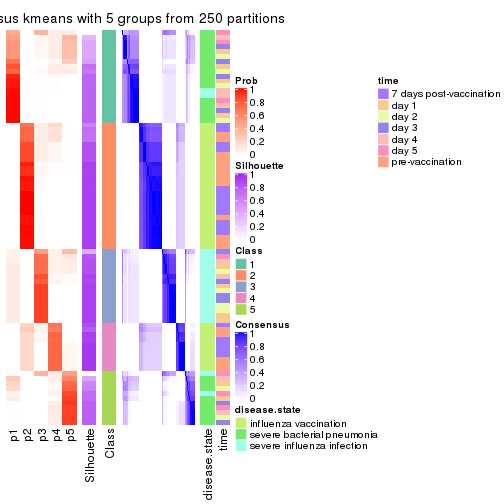 sus kmeans with 5 groups from 250 partitions
Prob
1
0.8
0.6
0.4
0.2
0
Silhouette
1
0.8
0.6
0.4
0.2
0
Class
1
2
3
4
5
Consensus
1
0.8
0.6
0.4
0.2
0
disease.state
influenza vaccination
severe bacterial pneumonia
severe influenza infection
time
7 days post-vaccination
day 1
day 2
day 3
day 4
day 5
pre-vaccination
p1
p2
p3
p4
p5
Silhouette
Class
disease.state
time